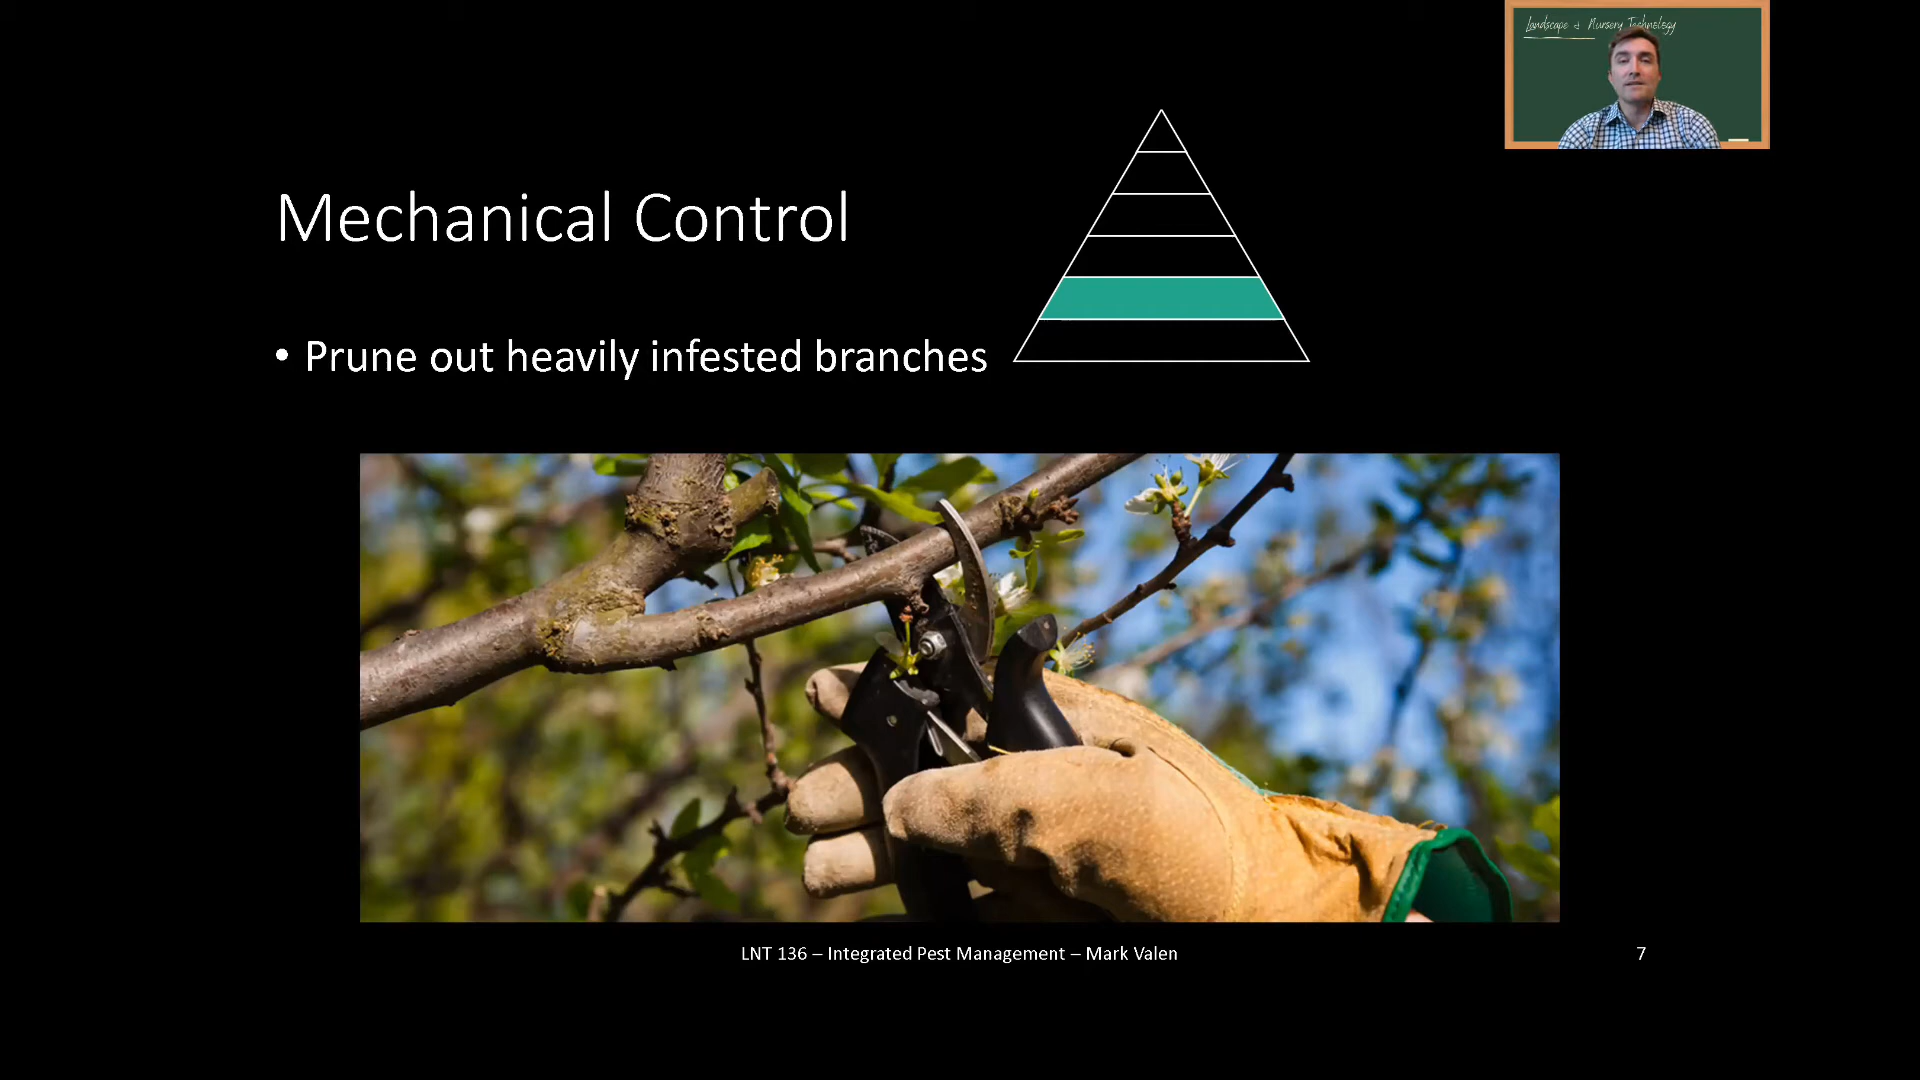 Landscape & Nursery Technology
Mechanical Control
• Prune out heavily infested branches
LNT 136 – Integrated Pest Management – Mark Valen
7